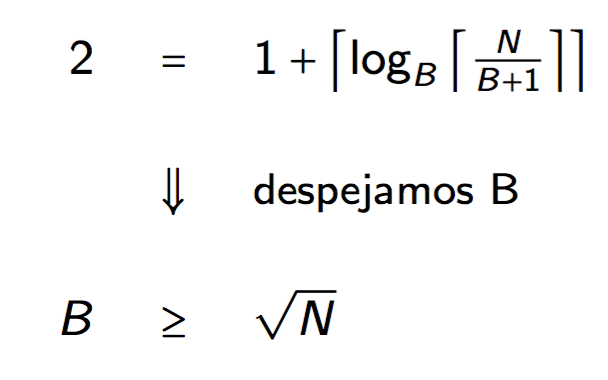 2 = 1 + ⌈log_B ⌈N/(B+1)⌉⌉
⇓ despejamos B
B ≥ √N